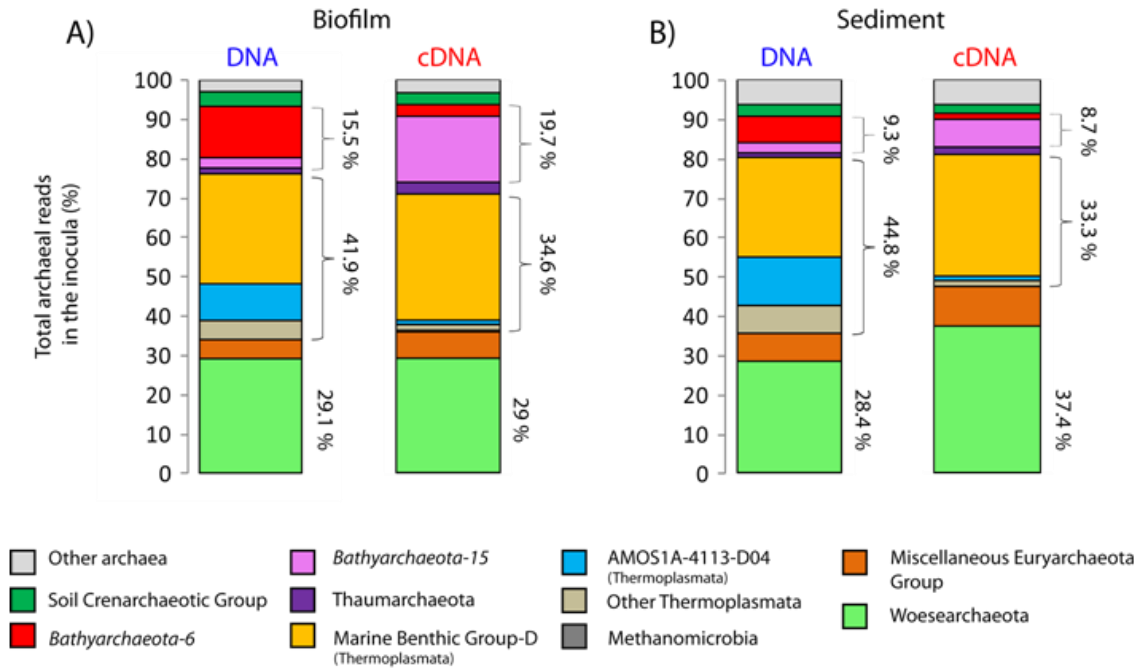 Biofilm
Sediment
A)
B)
DNA
cDNA
DNA
cDNA
Total archaeal reads
in the inocula (%)
100
90
80
70
60
50
40
30
20
10
0
15.5 %
41.9 %
29.1 %
19.7 %
34.6 %
29 %
100
90
80
70
60
50
40
30
20
10
0
9.3 %
44.8 %
28.4 %
8.7 %
33.3 %
37.4 %
Other archaea
Soil Crenarchaeotic Group
Bathyarchaeota-6
Bathyarchaeota-15
Thaumarchaeota
Marine Benthic Group-D
(Thermoplasmata)
AMOS1A-4113-D04
(Thermoplasmata)
Other Thermoplasmata
Methanomicrobia
Miscellaneous Euryarchaeota
Group
Woesearchaeota